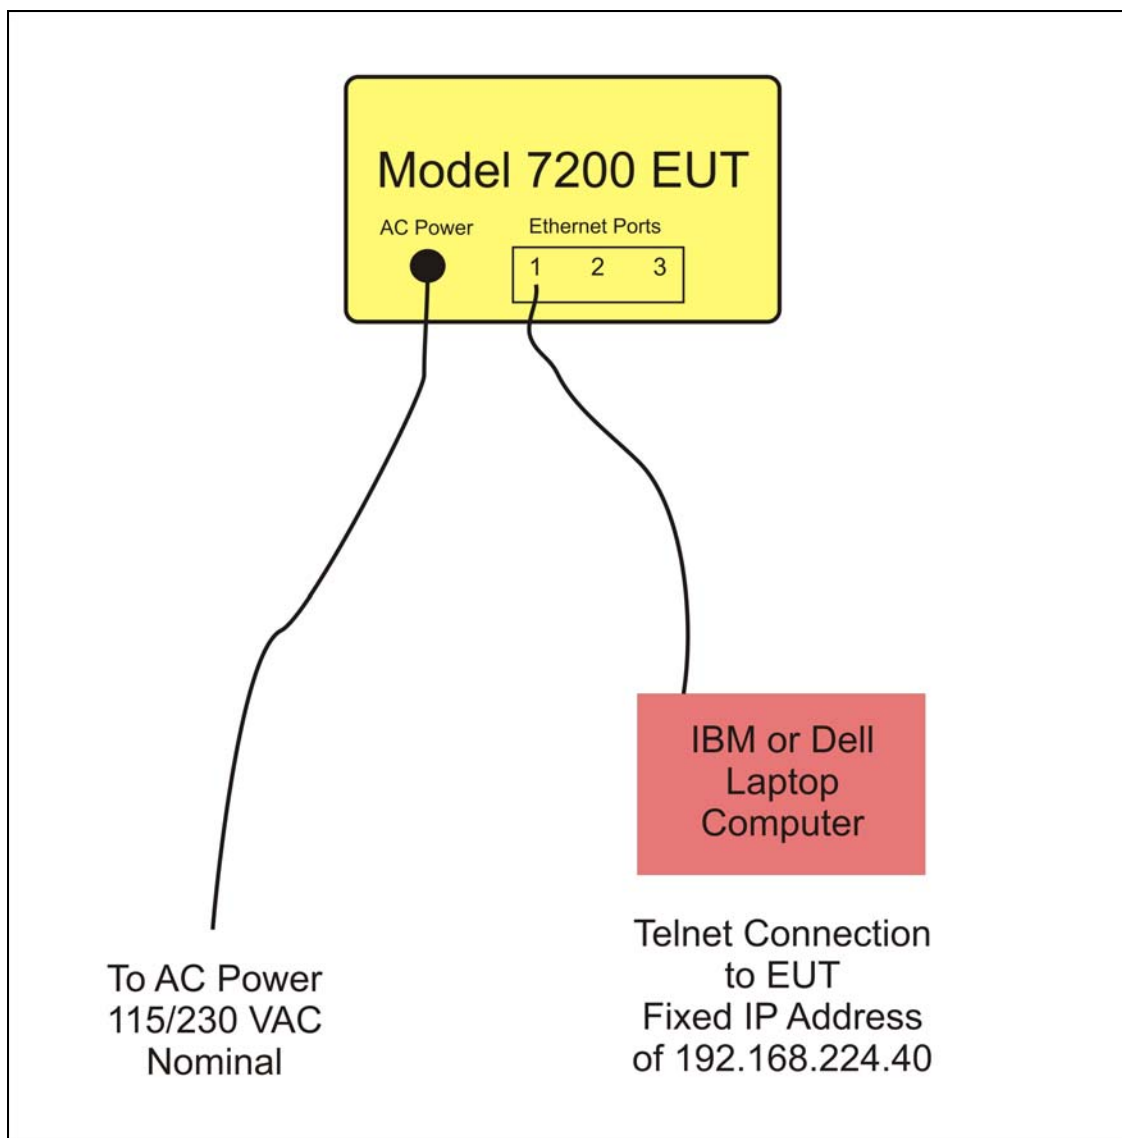 Model 7200 EUT
AC Power
Ethernet Ports
1 2 3
IBM or Dell
Laptop
Computer
To AC Power
115/230 VAC
Nominal
Telnet Connection
to EUT
Fixed IP Address
of 192.168.224.40